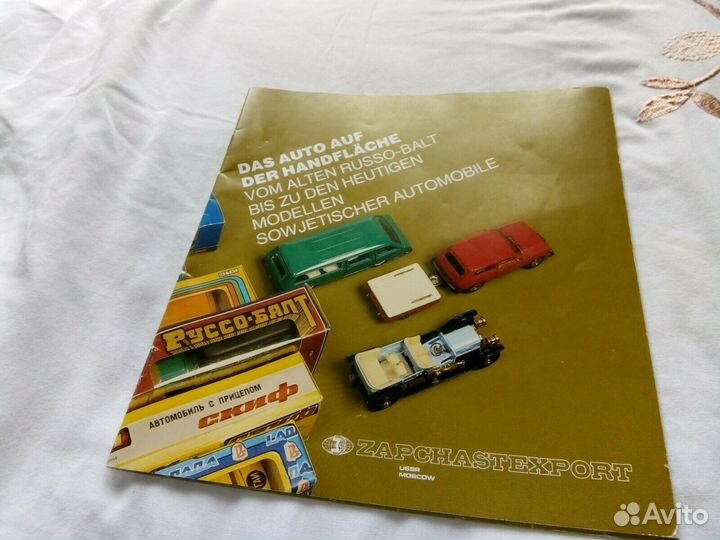 DAS AUTO AUF
DER HANDFLÄCHE
VOM ALTEN RUSSO-BALT
BIS ZU DEN HEUTIGEN
MODELLEN
SOWJETISCHER AUTOMOBILE
РУССО-БАЛТ
АВТОМОБИЛЬ С ПРИЦЕПОМ
СКИФ
ZAPCHASTEXPORT
USSR
MOSCOW
Avito